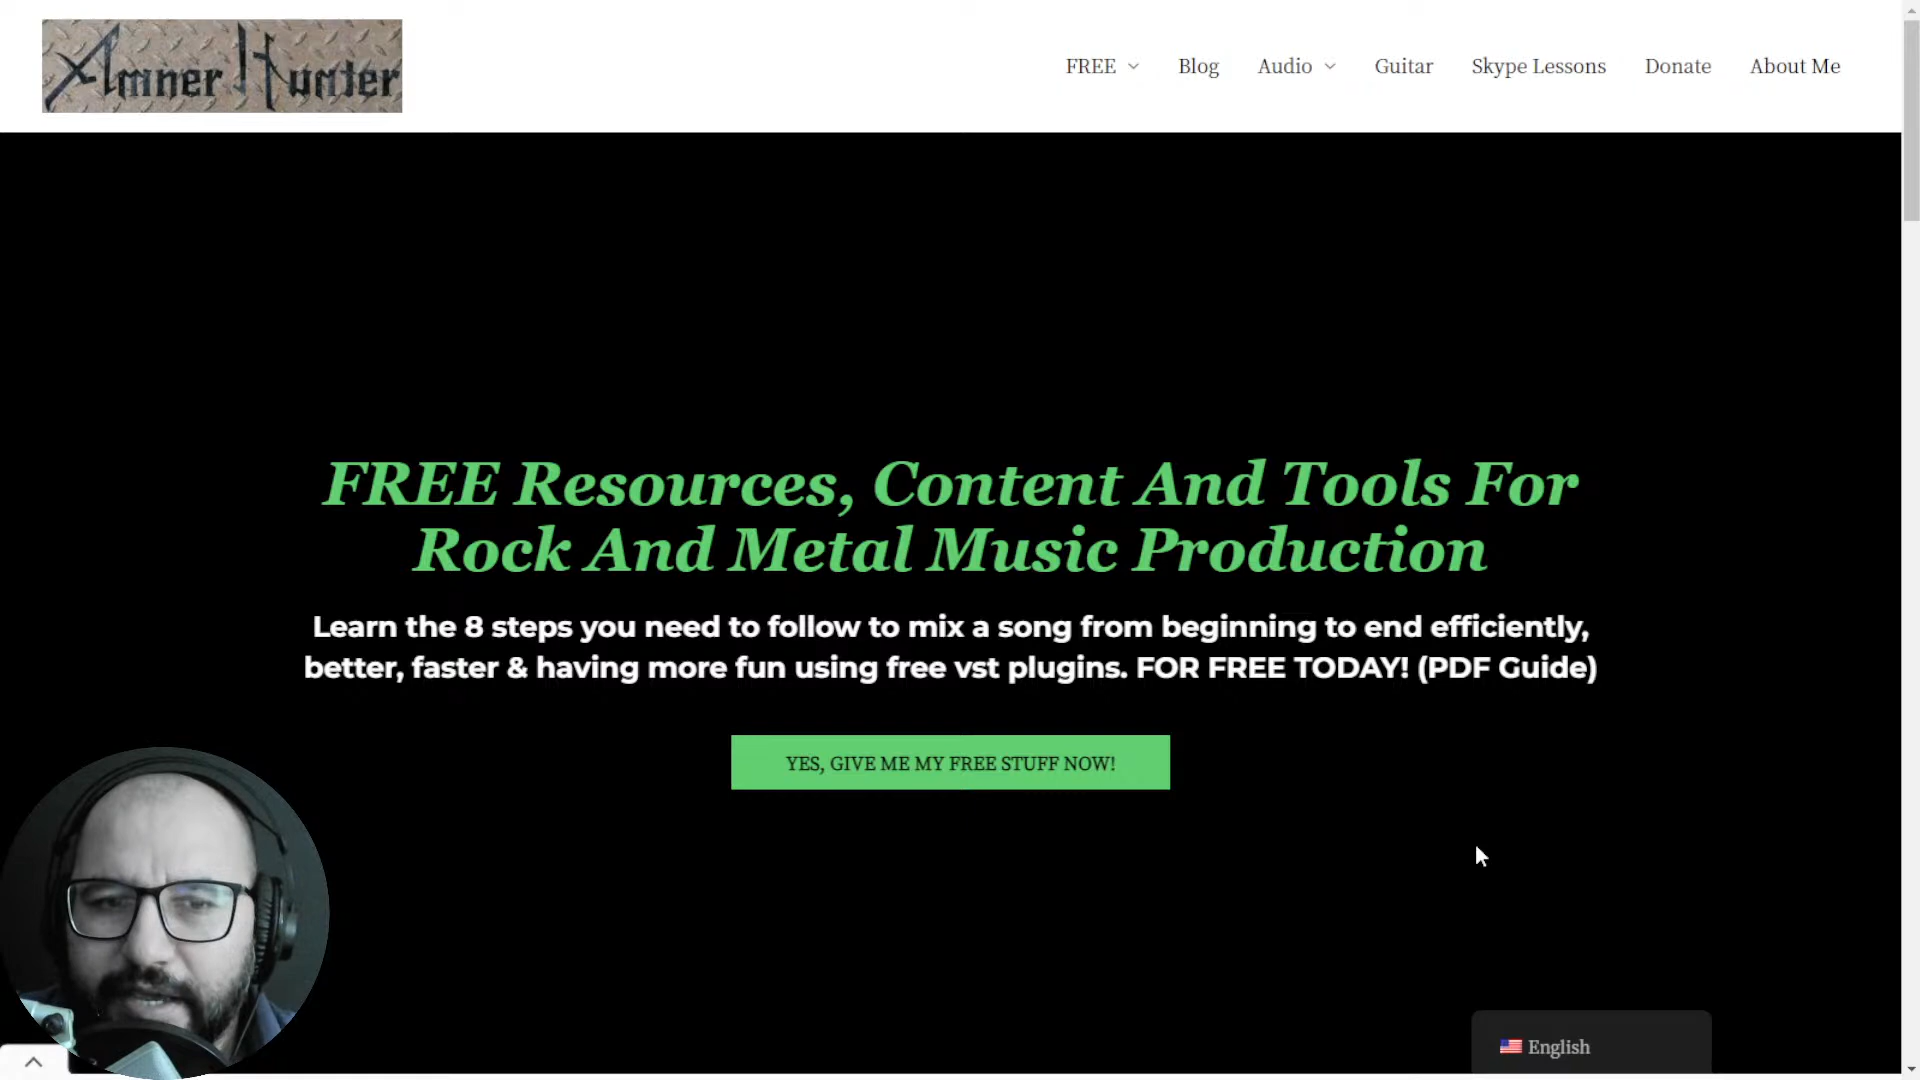 Amner Hunter
FREE Blog Audio Guitar Skype Lessons Donate About Me
FREE Resources, Content And Tools For
Rock And Metal Music Production
Learn the 8 steps you need to follow to mix a song from beginning to end efficiently,
better, faster & having more fun using free vst plugins. FOR FREE TODAY! (PDF Guide)
YES, GIVE ME MY FREE STUFF NOW!
English